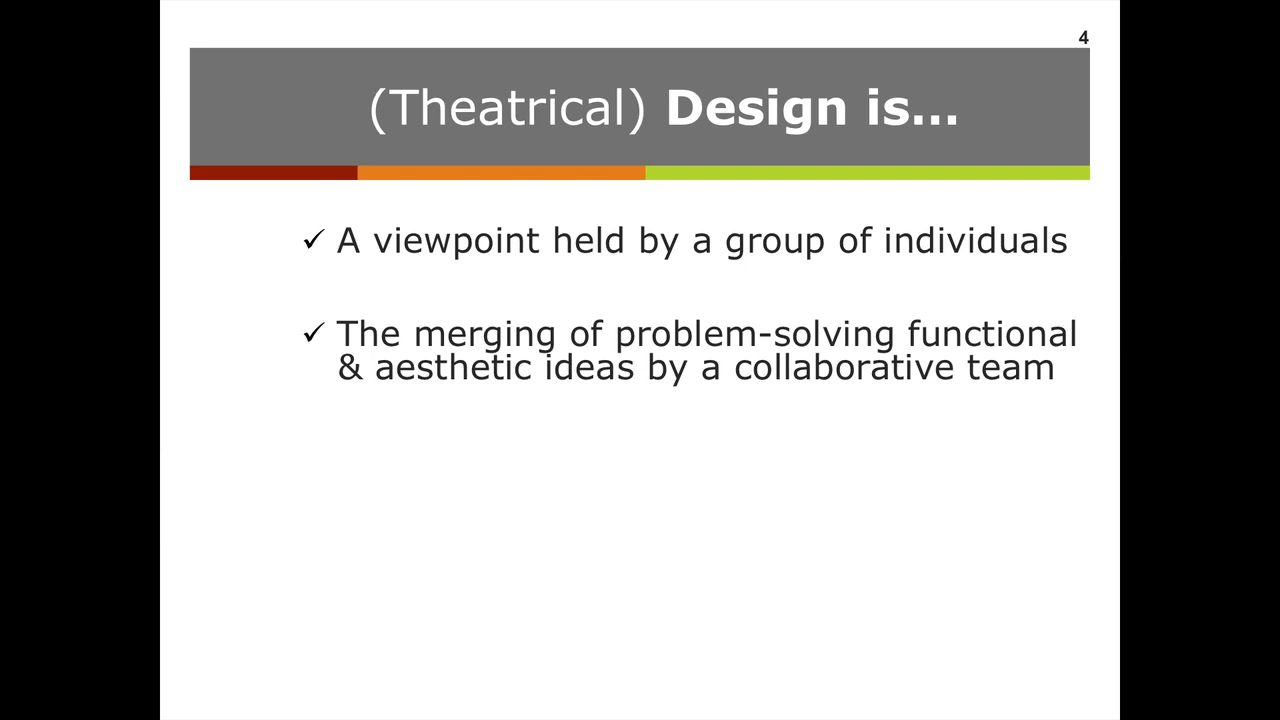 4
(Theatrical) Design is...
✓ A viewpoint held by a group of individuals
✓ The merging of problem-solving functional
& aesthetic ideas by a collaborative team